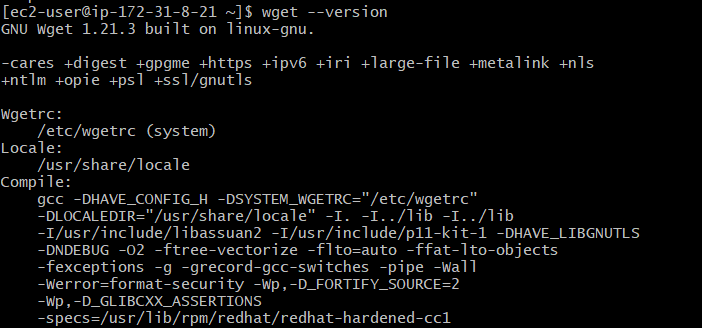 [ec2-user@ip-172-31-8-21 ~]$ wget --version
GNU Wget 1.21.3 built on linux-gnu.
-cares +digest +gpgme +https +ipv6 +iri +large-file +metalink +nls
+ntlm +opie +psl +ssl/gnutls
Wgetrc:
/etc/wgetrc (system)
Locale:
/usr/share/locale
Compile:
gcc -DHAVE_CONFIG_H -DSYSTEM_WGETRC="/etc/wgetrc"
-DLOCALEDIR="/usr/share/locale" -I. -I../lib -I../lib
-I/usr/include/libassuan2 -I/usr/include/p11-kit-1 -DHAVE_LIBGNUTLS
-DNDEBUG -O2 -ftree-vectorize -flto=auto -ffat-lto-objects
-fexceptions -g -grecord-gcc-switches -pipe -Wall
-Werror=format-security -Wp,-D_FORTIFY_SOURCE=2
-Wp,-D_GLIBCXX_ASSERTIONS
-specs=/usr/lib/rpm/redhat/redhat-hardened-cc1